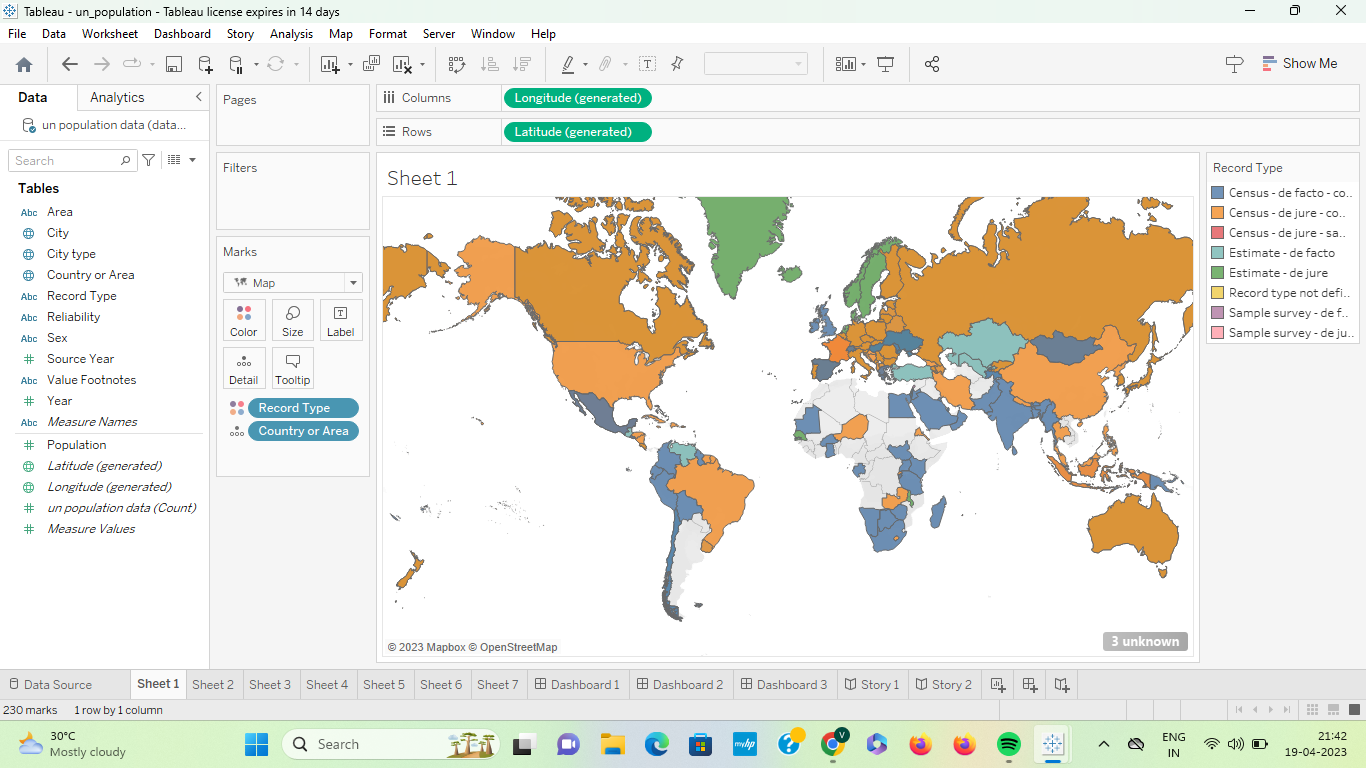 Tableau - un_population - Tableau license expires in 14 days
File Data Worksheet Dashboard Story Analysis Map Format Server Window Help
Show Me
Data Analytics
un population data (data...
Search
Tables
Abc Area
City
City type
Country or Area
Abc Record Type
Abc Reliability
Abc Sex
Source Year
Abc Value Footnotes
Year
Abc Measure Names
Population
Latitude (generated)
Longitude (generated)
un population data (Count)
Measure Values
Pages
Filters
Marks
Map
Color Size Label
Detail Tooltip
Record Type
Country or Area
Columns Longitude (generated)
Rows Latitude (generated)
Sheet 1
© 2023 Mapbox © OpenStreetMap
3 unknown
Record Type
Census - de facto - co..
Census - de jure - co..
Census - de jure - sa..
Estimate - de facto
Estimate - de jure
Record type not defi..
Sample survey - de f..
Sample survey - de ju..
Data Source Sheet 1 Sheet 2 Sheet 3 Sheet 4 Sheet 5 Sheet 6 Sheet 7 Dashboard 1 Dashboard 2 Dashboard 3 Story 1 Story 2
230 marks 1 row by 1 column
30°C
Mostly cloudy
Search
myhp
V
ENG
IN
21:42
19-04-2023